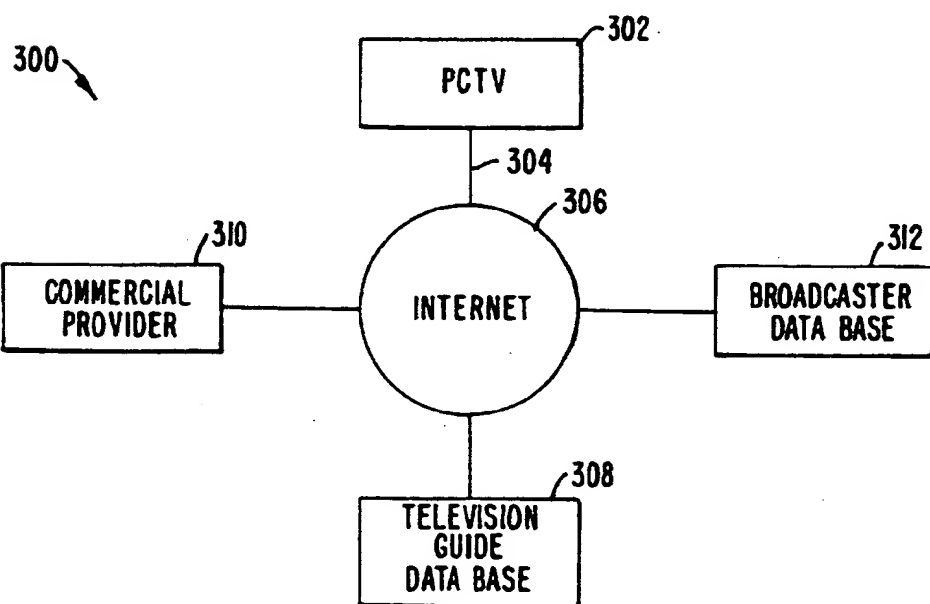 302
300
PCTV
304
306
310
312
COMMERCIAL
PROVIDER
INTERNET
BROADCASTER
DATA BASE
308
TELEVISION
GUIDE
DATA BASE